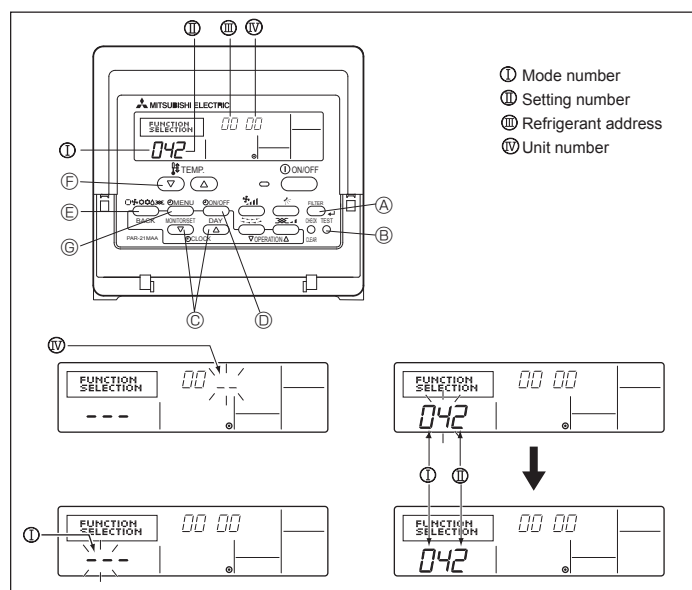 Ⅱ Ⅲ Ⅳ
Ⅰ Mode number
Ⅱ Setting number
Ⅲ Refrigerant address
Ⅳ Unit number
MITSUBISHI ELECTRIC
FUNCTION
SELECTION
00 00
Ⅰ
042
TEMP.
ON/OFF
Ⓕ
Ⓔ
MENU
ON/OFF
FILTER
Ⓐ
BACK
MONITOR/SET
DAY
CHECK TEST
Ⓖ
PAR-21MAA
CLOCK
OPERATION
CLEAR
Ⓑ
Ⓒ
Ⓓ
Ⅳ
FUNCTION
SELECTION
00 --
---
FUNCTION
SELECTION
00 00
042
Ⅰ Ⅱ
Ⅰ
FUNCTION
SELECTION
00 00
---
FUNCTION
SELECTION
00 00
042